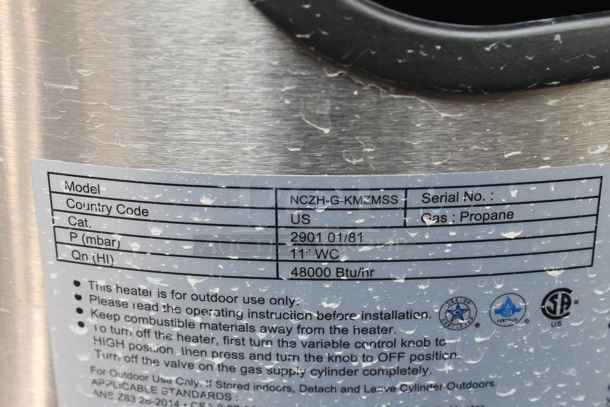 Model NCZH-G-KMZMSS Serial No. :
Country Code US Gas : Propane
Cat. 2901 01/81
P (mbar) 11" WC
Qn (HI) 48000 Btu/hr
• This heater is for outdoor use only.
• Please read the operating instruction before installation.
• Keep combustible materials away from the heater.
• To turn off the heater, first turn the variable control knob to
HIGH position, then press and turn the knob to OFF position.
Turn off the valve on the gas supply cylinder completely.
For Outdoor Use Only. If Stored indoors, Detach and Leave Cylinder Outdoors.
APPLICABLE STANDARDS :
US